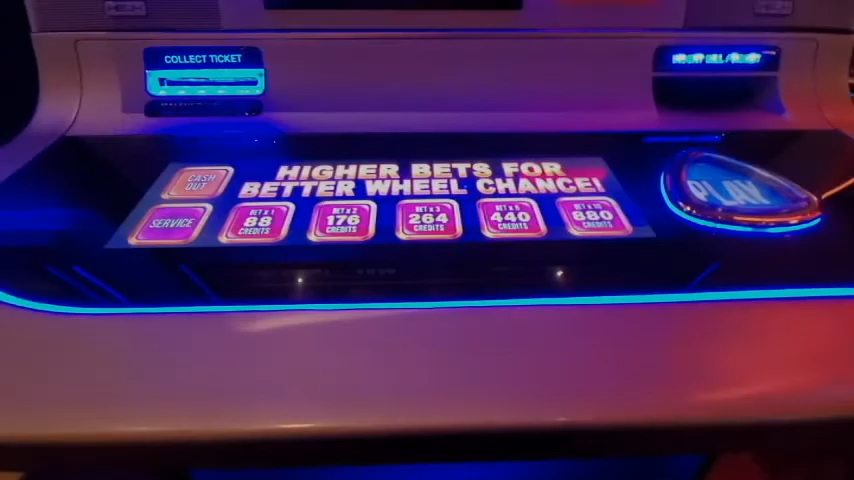 COLLECT TICKET
HIGHER BETS FOR
BETTER WHEEL CHANCE!
CASH
OUT
SERVICE
BET x 1
88
CREDITS
BET x 2
176
CREDITS
BET x 3
264
CREDITS
BET x 5
440
CREDITS
BET x 10
880
CREDITS
PLAY